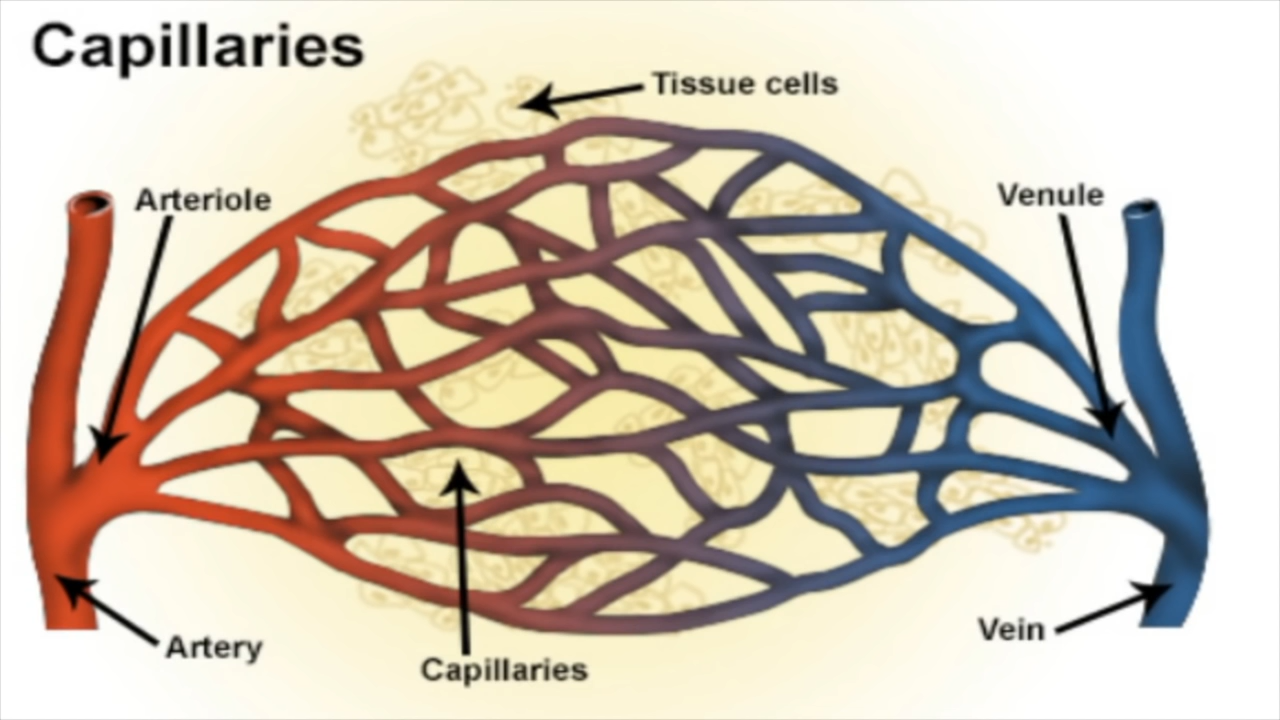 Capillaries
Tissue cells
Arteriole
Venule
Artery
Capillaries
Vein